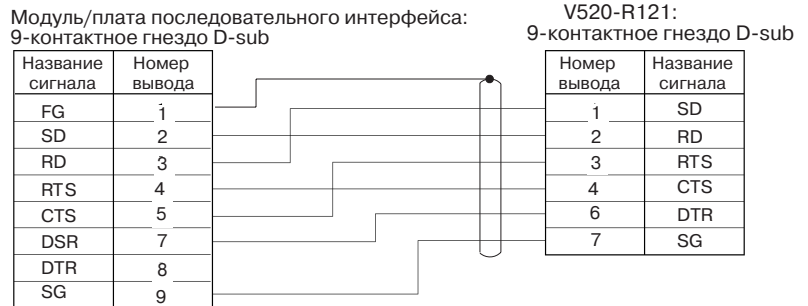 Модуль/плата последовательного интерфейса:
9-контактное гнездо D-sub
V520-R121:
9-контактное гнездо D-sub
Название сигнала Номер вывода
FG 1
SD 2
RD 3
RTS 4
CTS 5
DSR 7
DTR 8
SG 9
Номер вывода Название сигнала
1 SD
2 RD
3 RTS
4 CTS
6 DTR
7 SG